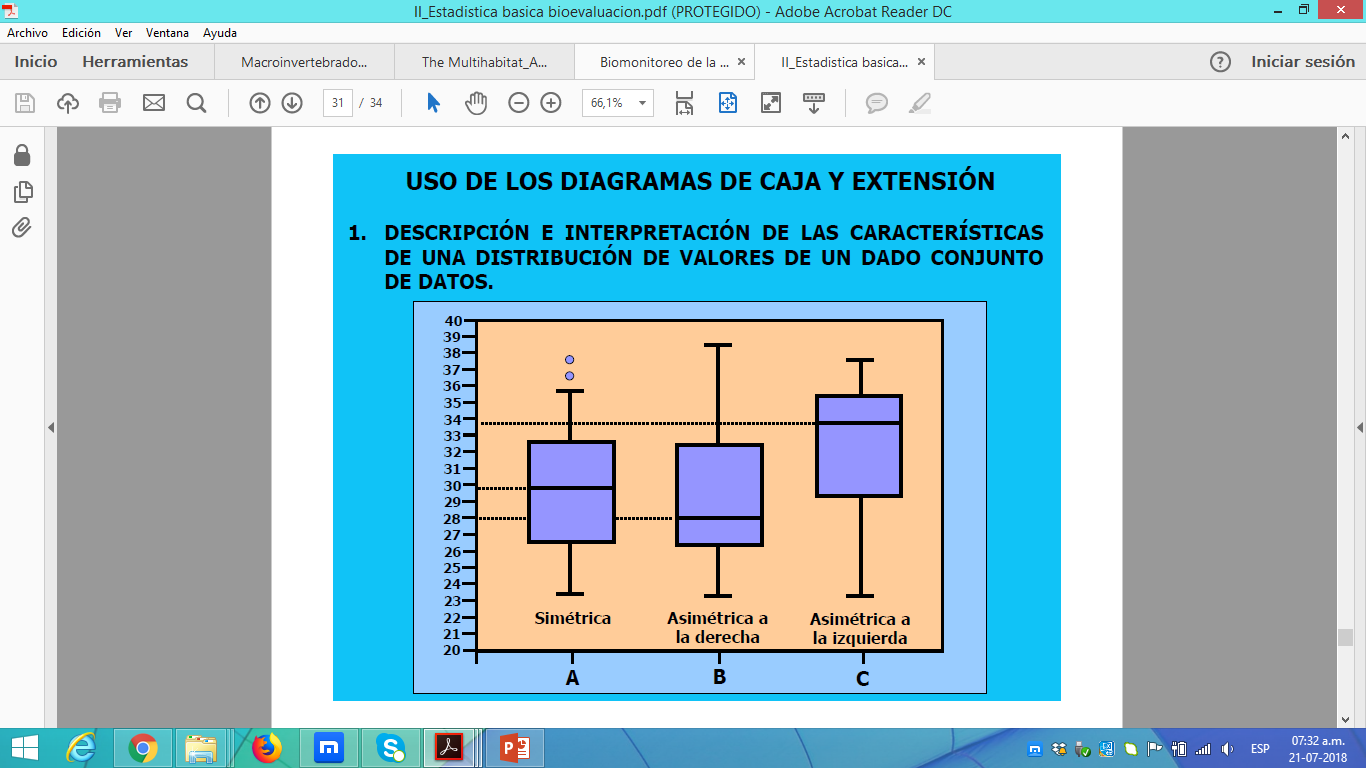 II_Estadistica basica bioevaluacion.pdf (PROTEGIDO) - Adobe Acrobat Reader DC
Archivo Edición Ver Ventana Ayuda
Inicio Herramientas Macroinvertebrado... The Multihabitat_A... Biomonitoreo de la ... II_Estadistica basica... Iniciar sesión
31 / 34 66,1%
USO DE LOS DIAGRAMAS DE CAJA Y EXTENSIÓN
1. DESCRIPCIÓN E INTERPRETACIÓN DE LAS CARACTERÍSTICAS
DE UNA DISTRIBUCIÓN DE VALORES DE UN DADO CONJUNTO
DE DATOS.
40
39
38
37
36
35
34
33
32
31
30
29
28
27
26
25
24
23
22
21
20
Simétrica
Asimétrica a
la derecha
Asimétrica a
la izquierda
A B C
ESP
07:32 a.m.
21-07-2018